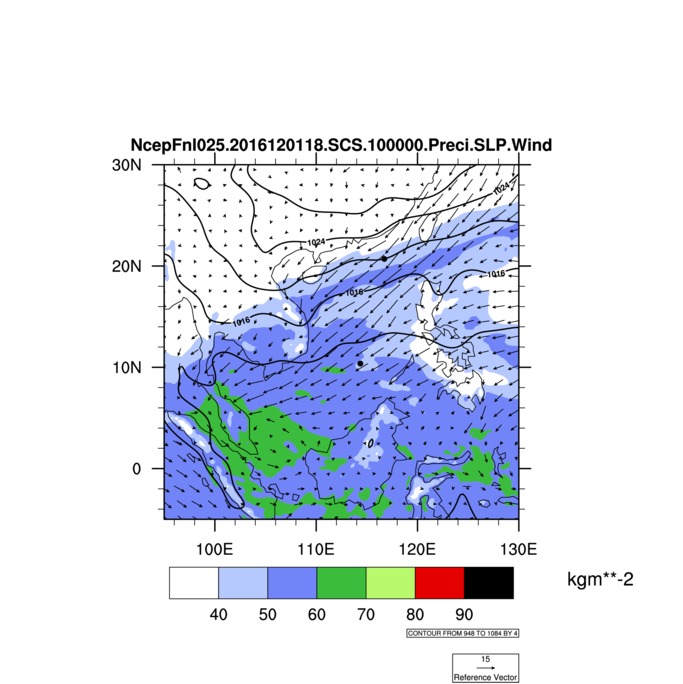 NcepFnl025.2016120118.SCS.100000.Preci.SLP.Wind
30N
1024
1024
20N
1016
1016
1016
10N
0
0
100E 110E 120E 130E
kgm**-2
40 50 60 70 80 90
CONTOUR FROM 948 TO 1084 BY 4
15
Reference Vector